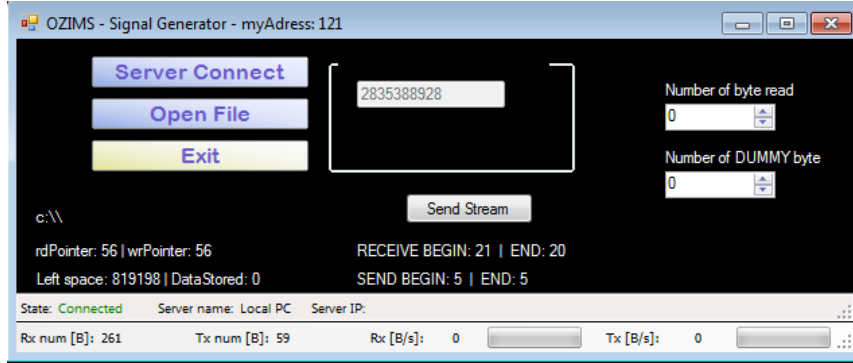 OZIMS - Signal Generator - myAdress: 121
Server Connect
Open File
Exit
2835388928
Number of byte read
0
Number of DUMMY byte
0
Send Stream
c:\\
rdPointer: 56 | wrPointer: 56
RECEIVE BEGIN: 21 | END: 20
Left space: 819198 | DataStored: 0
SEND BEGIN: 5 | END: 5
State: Connected Server name: Local PC Server IP:
Rx num [B]: 261 Tx num [B]: 59 Rx [B/s]: 0 Tx [B/s]: 0